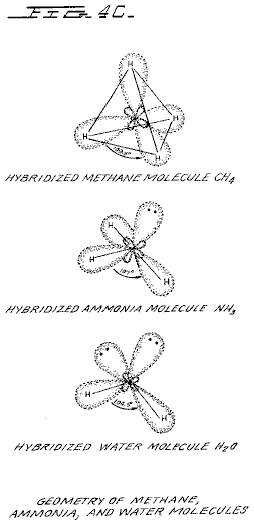 FIG. 4C.
H
H
H
H
109.5°
HYBRIDIZED METHANE MOLECULE CH4
H
H
H
107°
HYBRIDIZED AMMONIA MOLECULE NH3
H
H
104.5°
HYBRIDIZED WATER MOLECULE H2O
GEOMETRY OF METHANE,
AMMONIA, AND WATER MOLECULES